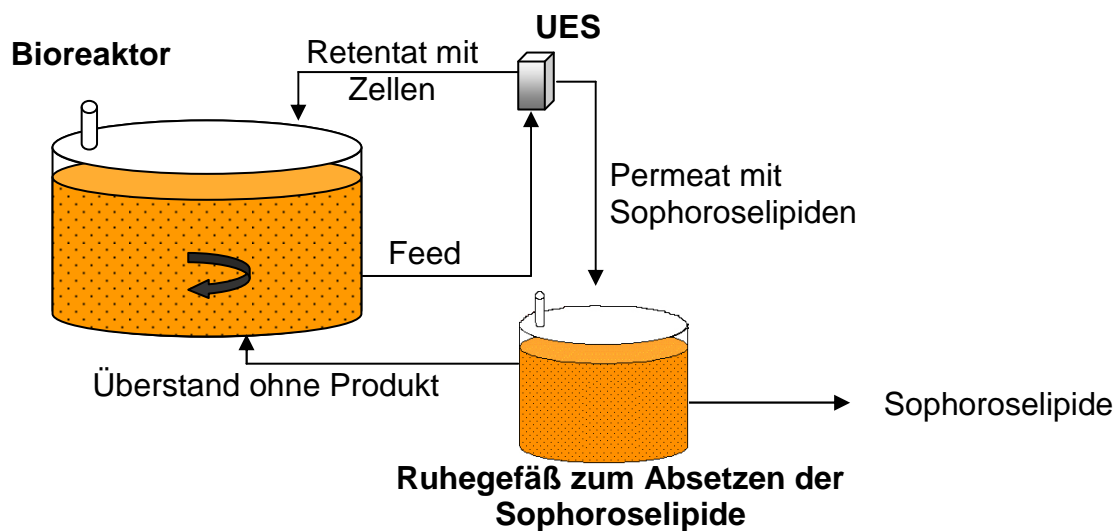 UES
Bioreaktor
Retentat mit
Zellen
Permeat mit
Sophoroselipiden
Feed
Überstand ohne Produkt
Sophoroselipide
Ruhegefäß zum Absetzen der
Sophoroselipide